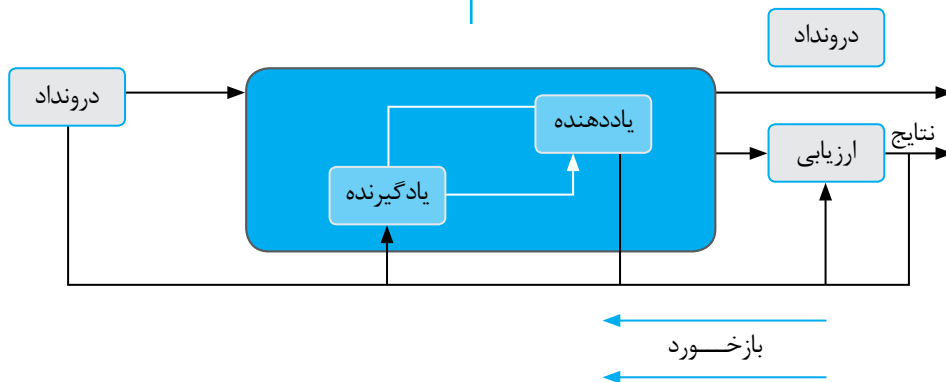 درونداد
درونداد
یاددهنده
نتایج
ارزیابی
یادگیرنده
بازخـــورد